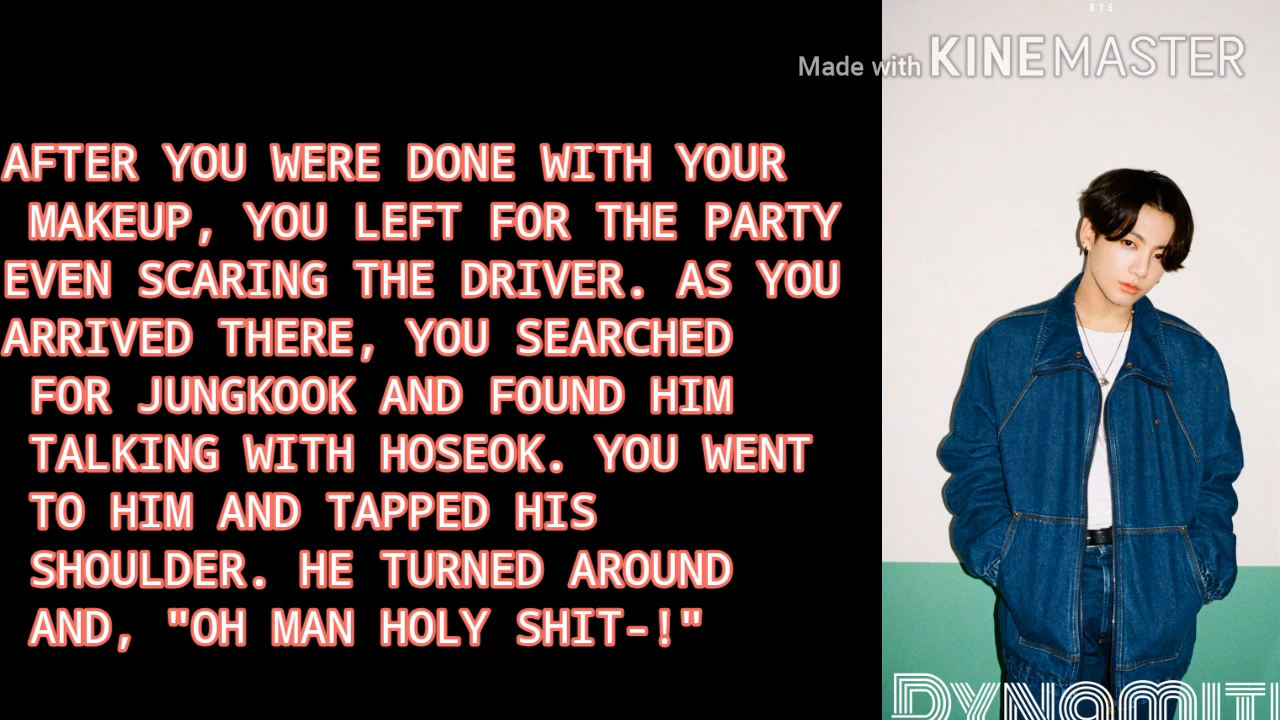 BTS
Made with KINEMASTER
AFTER YOU WERE DONE WITH YOUR
MAKEUP, YOU LEFT FOR THE PARTY
EVEN SCARING THE DRIVER. AS YOU
ARRIVED THERE, YOU SEARCHED
FOR JUNGKOOK AND FOUND HIM
TALKING WITH HOSEOK. YOU WENT
TO HIM AND TAPPED HIS
SHOULDER. HE TURNED AROUND
AND, "OH MAN HOLY SHIT-!"
DYNAMITE